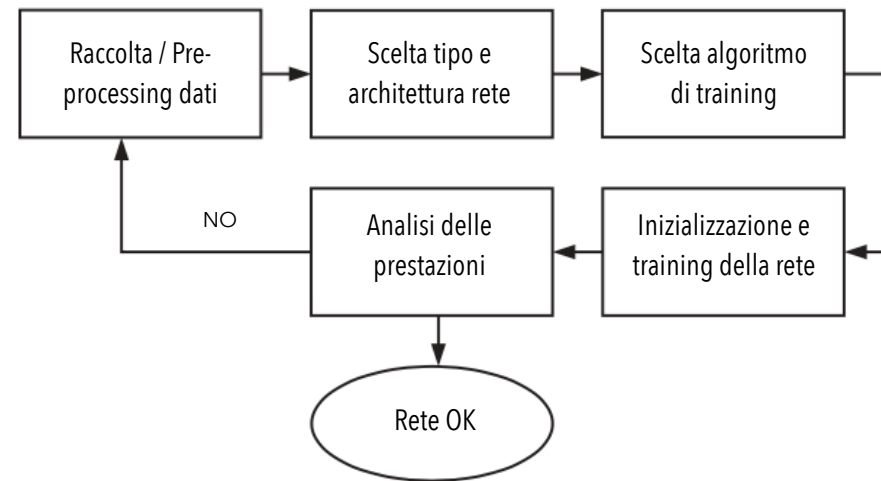 Raccolta / Pre-
processing dati
Scelta tipo e
architettura rete
Scelta algoritmo
di training
NO
Analisi delle
prestazioni
Inizializzazione e
training della rete
Rete OK